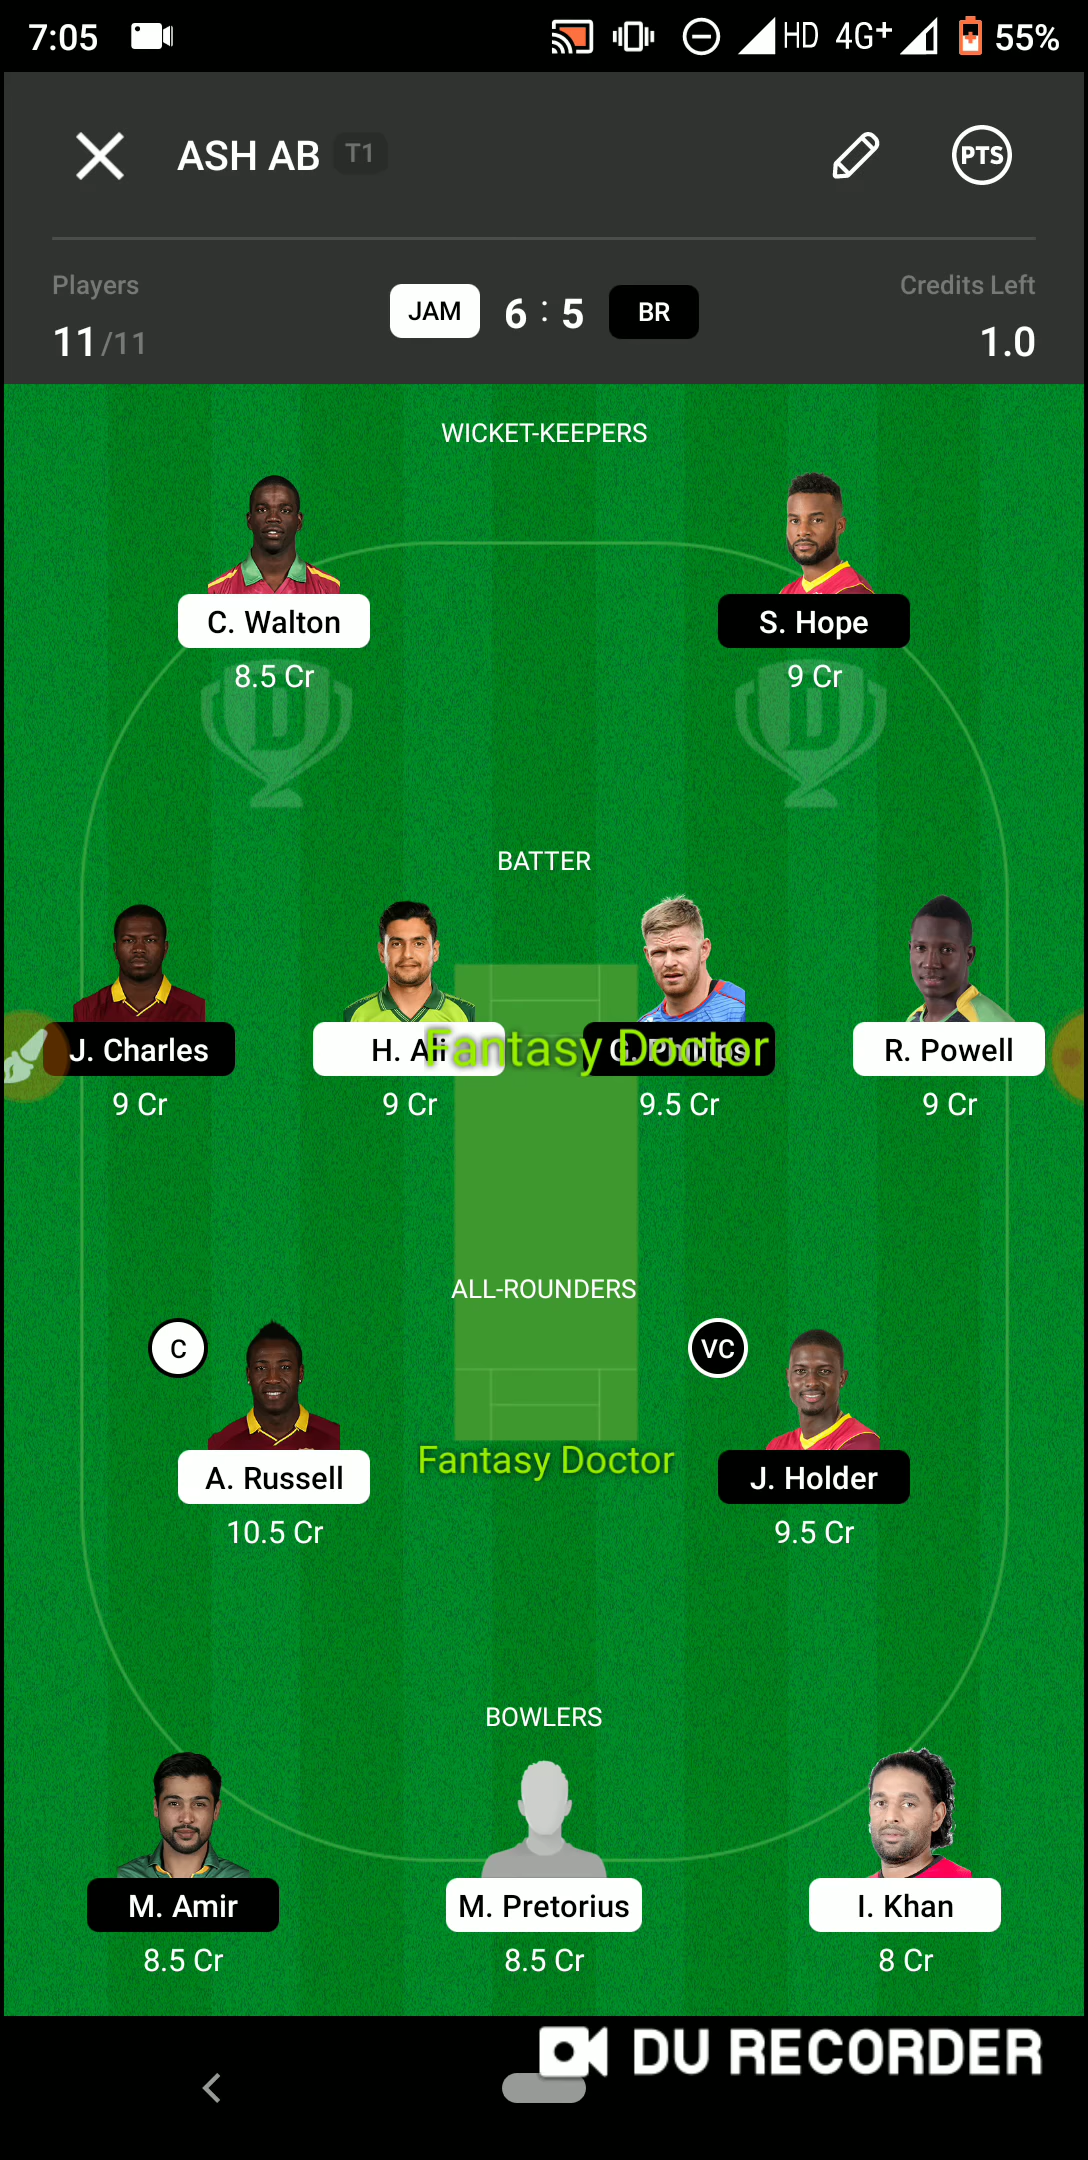 7:05 HD 4G+ 55%
ASH AB T1 PTS
Players Credits Left
11/11 JAM 6 : 5 BR 1.0
WICKET-KEEPERS
C. Walton S. Hope
8.5 Cr 9 Cr
BATTER
J. Charles H. Ali G. Phillips R. Powell
Fantasy Doctor
9 Cr 9 Cr 9.5 Cr 9 Cr
ALL-ROUNDERS
C VC
Fantasy Doctor
A. Russell J. Holder
10.5 Cr 9.5 Cr
BOWLERS
M. Amir M. Pretorius I. Khan
8.5 Cr 8.5 Cr 8 Cr
DU RECORDER